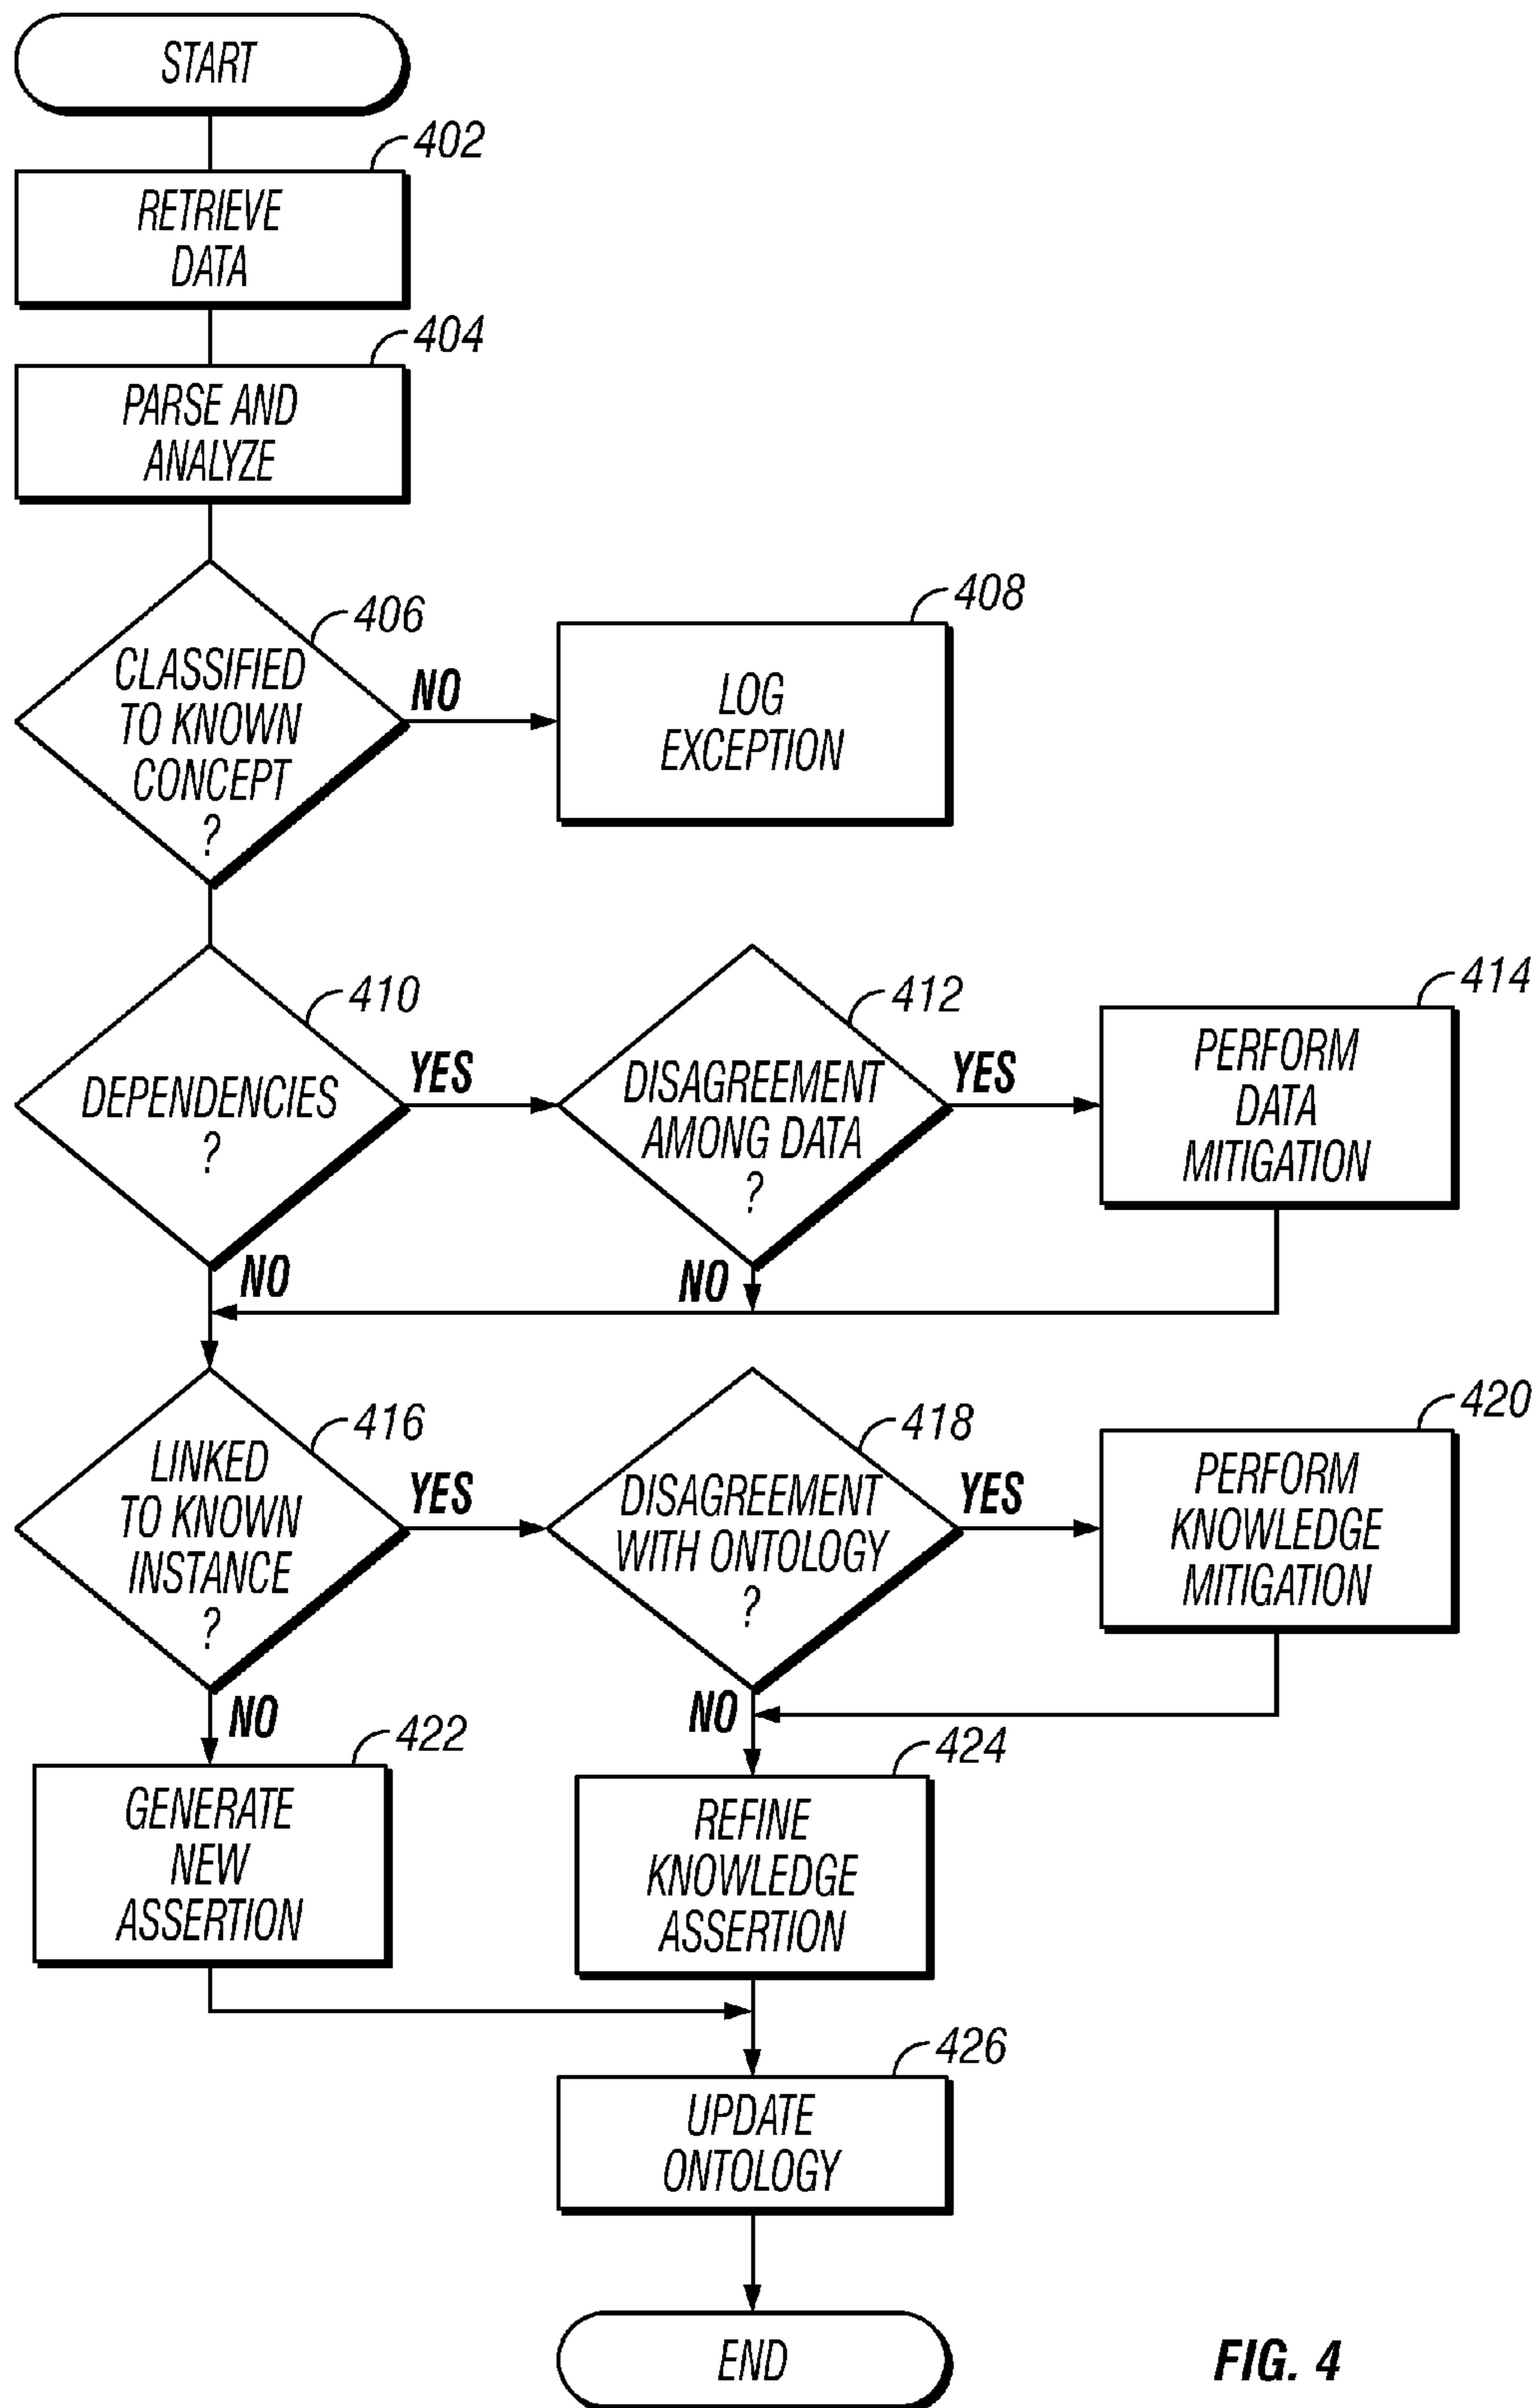 START
402
RETRIEVE
DATA
404
PARSE AND
ANALYZE
406
CLASSIFIED
TO KNOWN
CONCEPT
?
NO
408
LOG
EXCEPTION
410
DEPENDENCIES
?
YES
NO
412
DISAGREEMENT
AMONG DATA
?
YES
NO
414
PERFORM
DATA
MITIGATION
416
LINKED
TO KNOWN
INSTANCE
?
YES
NO
418
DISAGREEMENT
WITH ONTOLOGY
?
YES
NO
420
PERFORM
KNOWLEDGE
MITIGATION
422
GENERATE
NEW
ASSERTION
424
REFINE
KNOWLEDGE
ASSERTION
426
UPDATE
ONTOLOGY
END
FIG. 4